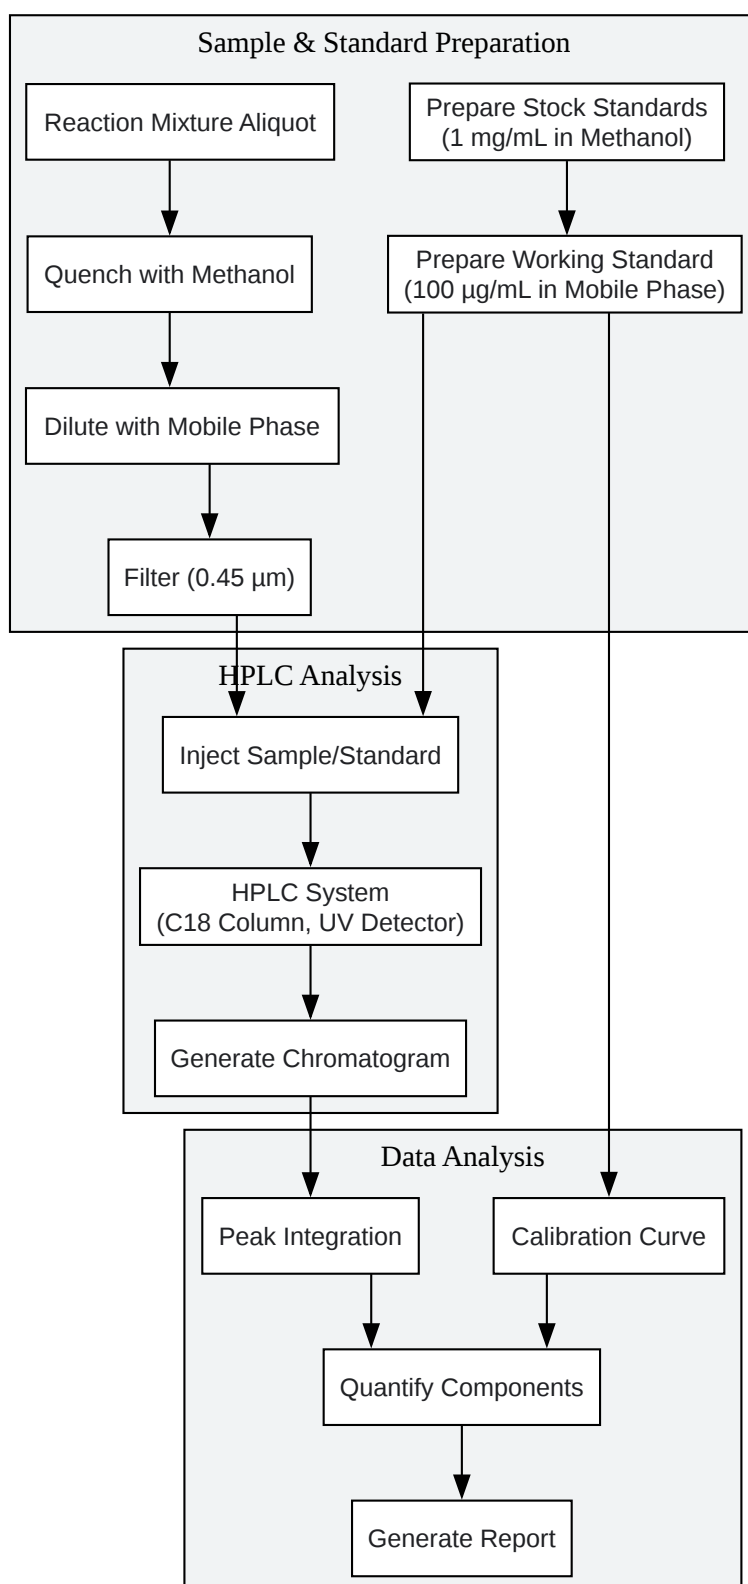 Sample & Standard Preparation
Reaction Mixture Aliquot
Prepare Stock Standards
(1 mg/mL in Methanol)
Quench with Methanol
Prepare Working Standard
(100 µg/mL in Mobile Phase)
Dilute with Mobile Phase
Filter (0.45 µm)
HPLC Analysis
Inject Sample/Standard
HPLC System
(C18 Column, UV Detector)
Generate Chromatogram
Data Analysis
Peak Integration
Calibration Curve
Quantify Components
Generate Report